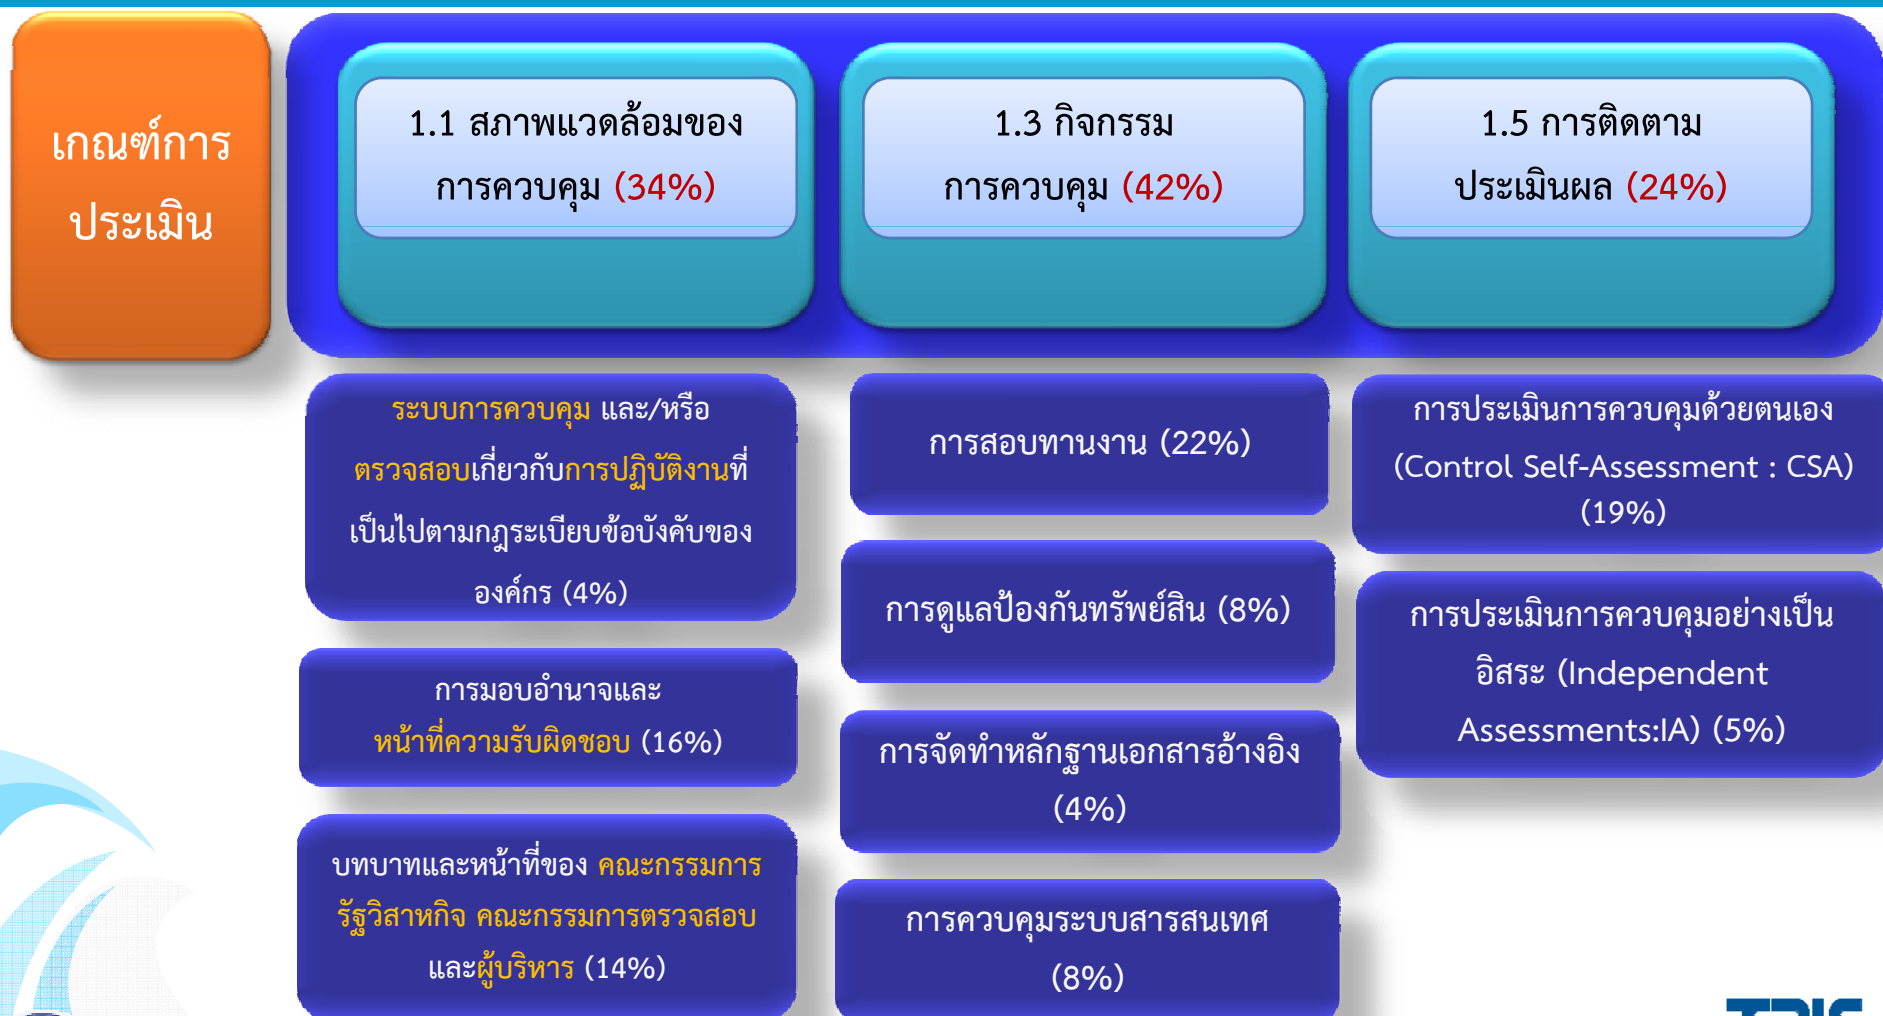 เกณฑ์การ
ประเมิน
1.1 สภาพแวดล้อมของ
การควบคุม (34%)
1.3 กิจกรรม
การควบคุม (42%)
1.5 การติดตาม
ประเมินผล (24%)
ระบบการควบคุม และ/หรือ
ตรวจสอบเกี่ยวกับการปฏิบัติงานที่
เป็นไปตามกฎระเบียบข้อบังคับของ
องค์กร (4%)
การมอบอำนาจและ
หน้าที่ความรับผิดชอบ (16%)
บทบาทและหน้าที่ของ คณะกรรมการ
รัฐวิสาหกิจ คณะกรรมการตรวจสอบ
และผู้บริหาร (14%)
การสอบทานงาน (22%)
การดูแลป้องกันทรัพย์สิน (8%)
การจัดทำหลักฐานเอกสารอ้างอิง
(4%)
การควบคุมระบบสารสนเทศ
(8%)
การประเมินการควบคุมด้วยตนเอง
(Control Self-Assessment : CSA)
(19%)
การประเมินการควบคุมอย่างเป็น
อิสระ (Independent
Assessments:IA) (5%)